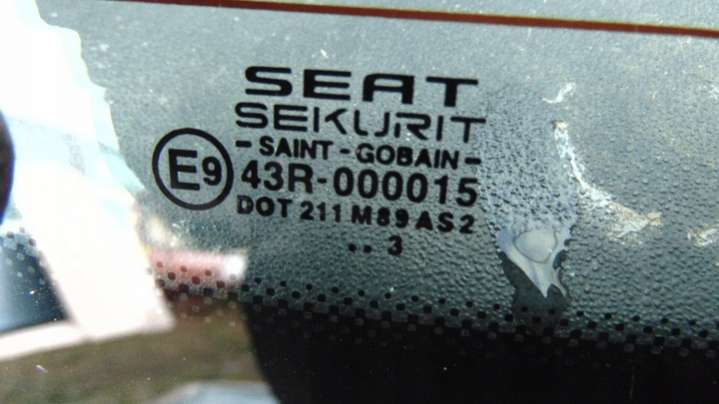 SEAT
SEKURIT
- SAINT - GOBAIN -
E9 43R-000015
DOT 211 M89 AS2
.. 3